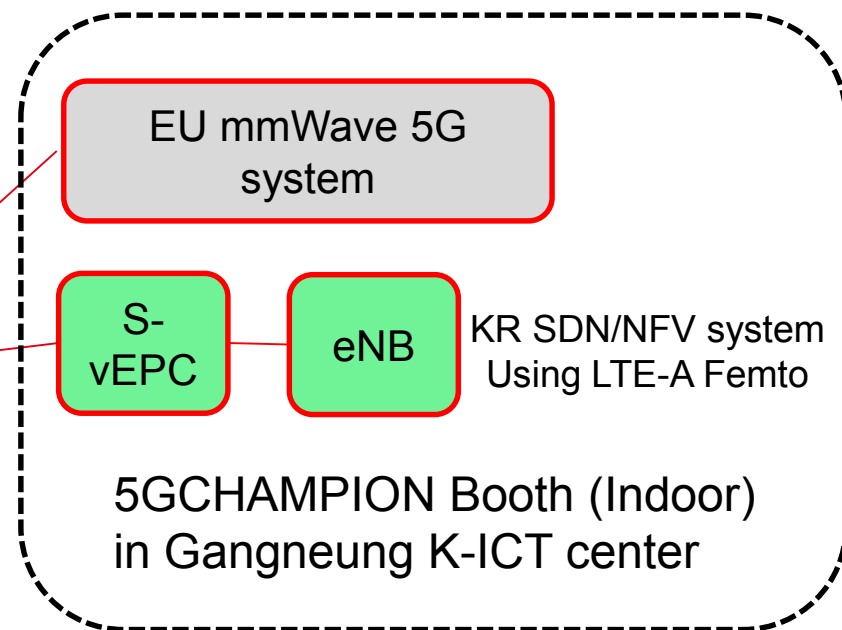 EU mmWave 5G
system
S-
vEPC
eNB
KR SDN/NFV system
Using LTE-A Femto
5GCHAMPION Booth (Indoor)
in Gangneung K-ICT center